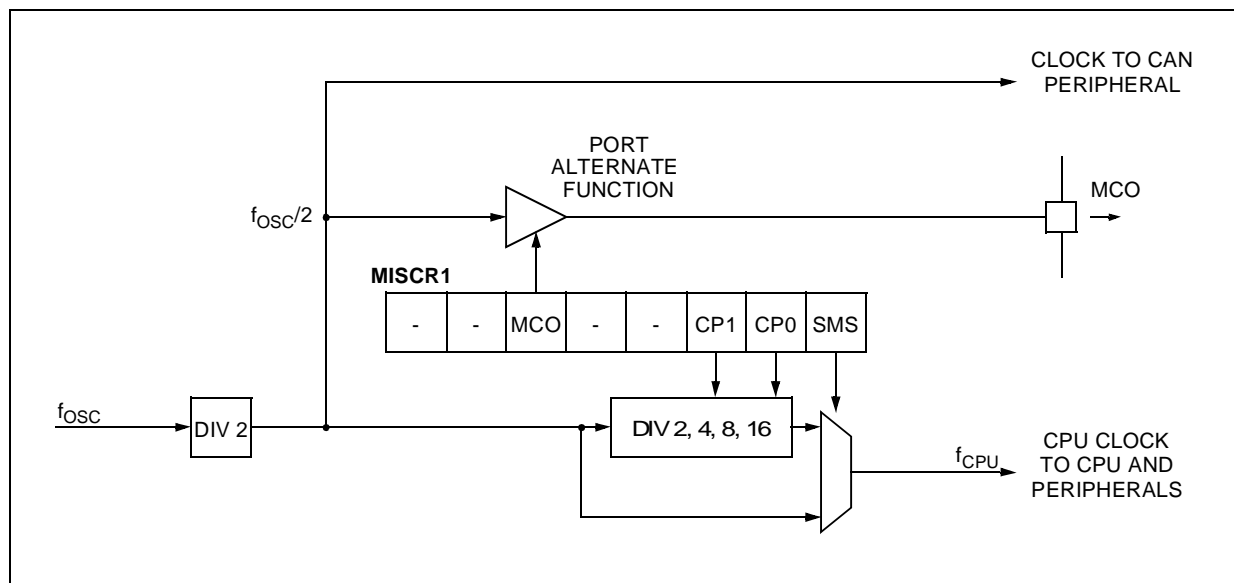 CLOCK TO CAN
PERIPHERAL
PORT
ALTERNATE
FUNCTION
MCO
fOSC/2
MISCR1
- - MCO - - CP1 CP0 SMS
fOSC
DIV 2
DIV 2, 4, 8, 16
fCPU
CPU CLOCK
TO CPU AND
PERIPHERALS